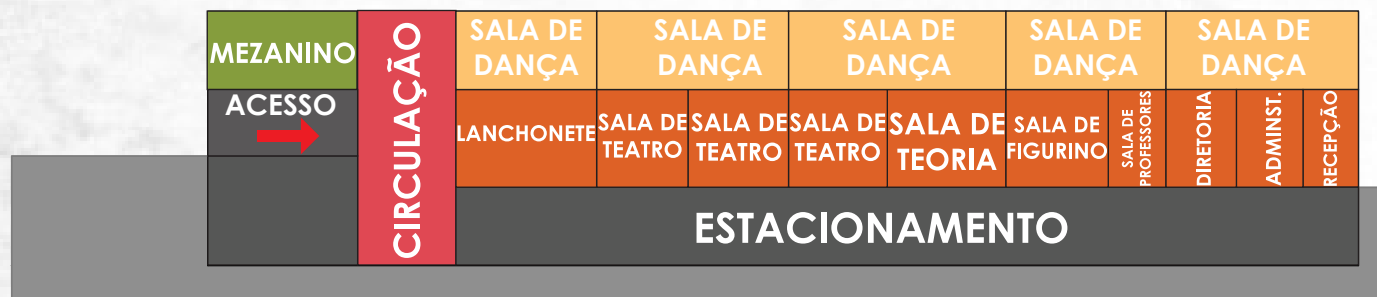 MEZANINO
CIRCULAÇÃO
SALA DE
DANÇA
SALA DE
DANÇA
SALA DE
DANÇA
SALA DE
DANÇA
SALA DE
DANÇA
ACESSO
LANCHONETE
SALA DE
TEATRO
SALA DE
TEATRO
SALA DE
TEATRO
SALA DE
TEORIA
SALA DE
FIGURINO
SALA DE
PROFESSORES
DIRETORIA
ADMINST.
RECEPÇÃO
ESTACIONAMENTO